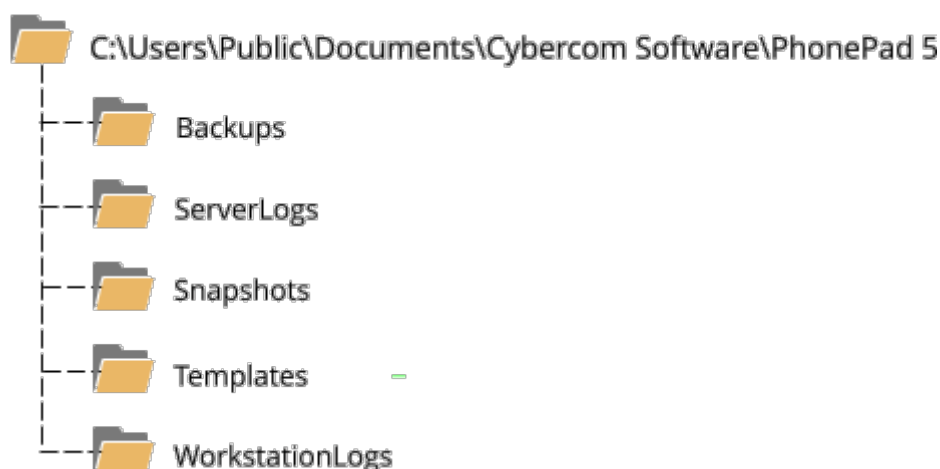 C:\Users\Public\Documents\Cybercom Software\PhonePad 5
Backups
ServerLogs
Snapshots
Templates
WorkstationLogs